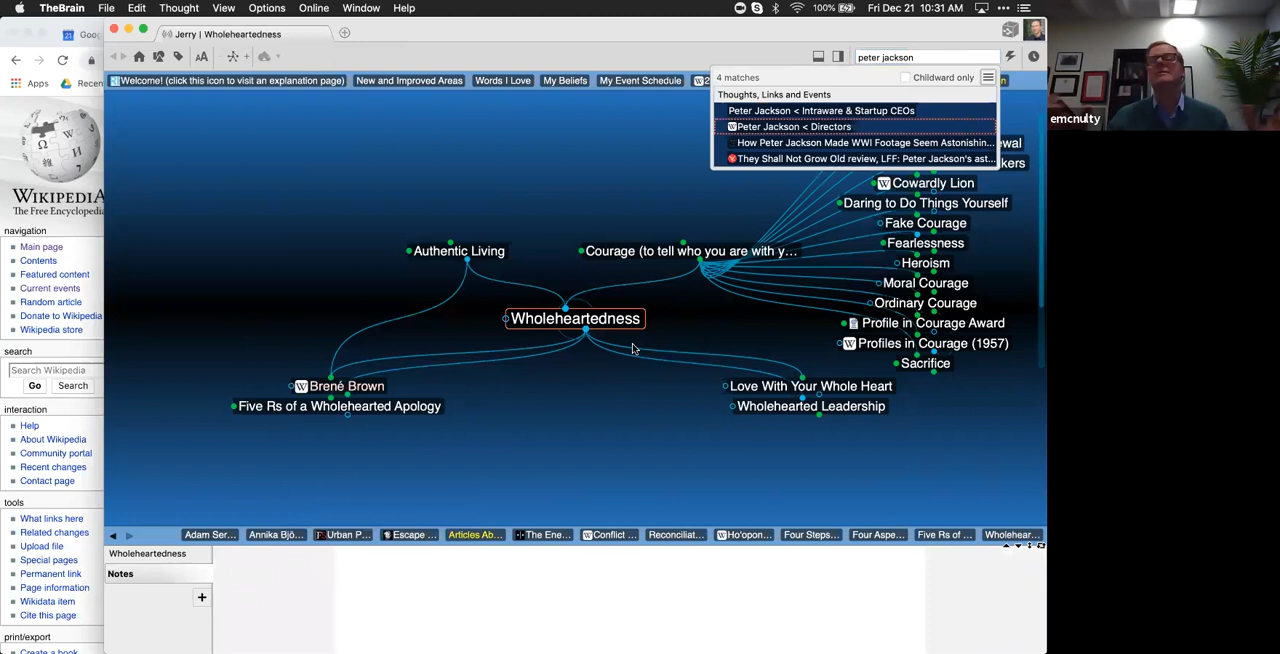 TheBrain File Edit Thought View Options Online Window Help
100% Fri Dec 21 10:31 AM
Jerry | Wholeheartedness
Apps
Recen
AA
peter jackson
Welcome! (click this icon to visit an explanation page) New and Improved Areas Words I Love My Beliefs My Event Schedule
4 matches Childward only
Thoughts, Links and Events
Peter Jackson < Intraware & Startup CEOs
Peter Jackson < Directors
How Peter Jackson Made WWI Footage Seem Astonishin...
They Shall Not Grow Old review, LFF: Peter Jackson's ast...
emcnulty
WIKIPEDIA
The Free Encyclopedia
navigation
Main page
Contents
Featured content
Current events
Random article
Donate to Wikipedia
Wikipedia store
search
Search Wikipedia
Go Search
interaction
Help
About Wikipedia
Community portal
Recent changes
Contact page
tools
What links here
Related changes
Upload file
Special pages
Permanent link
Page information
Wikidata item
Cite this page
print/export
Create a book
ewal
kers
Cowardly Lion
Daring to Do Things Yourself
Fake Courage
Fearlessness
Heroism
Moral Courage
Ordinary Courage
Profile in Courage Award
Profiles in Courage (1957)
Sacrifice
Authentic Living
Courage (to tell who you are with y...
Wholeheartedness
Brené Brown
Five Rs of a Wholehearted Apology
Love With Your Whole Heart
Wholehearted Leadership
Adam Ser... Annika Bjö... Urban P... Escape ... Articles Ab... The Ene... Conflict ... Reconciliat... Ho'opon... Four Steps... Four Aspe... Five Rs of ... Wholehear...
Wholeheartedness
Notes
+